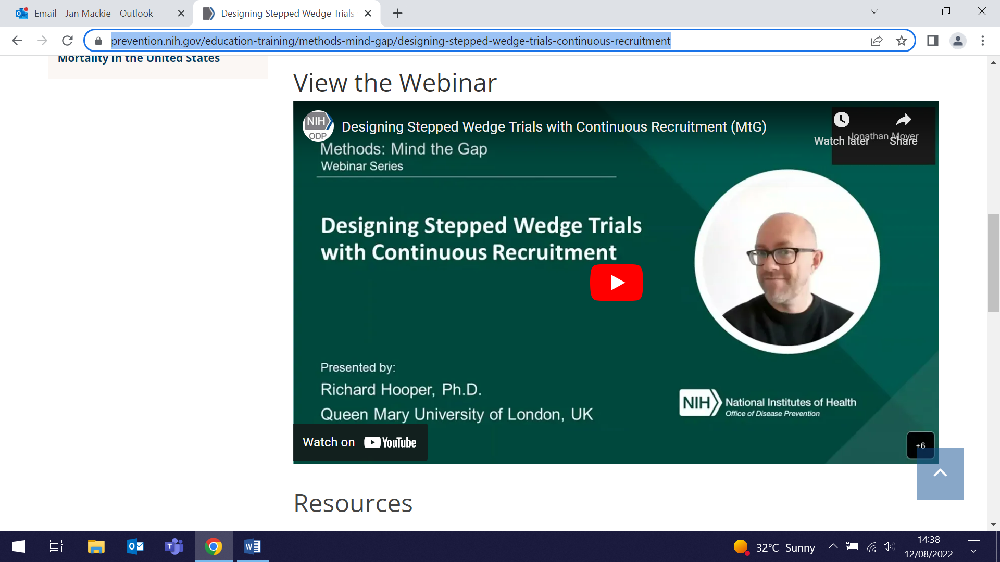 Email - Jan Mackie - Outlook
Designing Stepped Wedge Trials
prevention.nih.gov/education-training/methods-mind-gap/designing-stepped-wedge-trials-continuous-recruitment
Mortality in the United States
View the Webinar
NIH
ODP
Designing Stepped Wedge Trials with Continuous Recruitment (MtG)
Watch later
Share
Jonathan Moyer
Methods: Mind the Gap
Webinar Series
Designing Stepped Wedge Trials
with Continuous Recruitment
Presented by:
Richard Hooper, Ph.D.
Queen Mary University of London, UK
NIH National Institutes of Health
Office of Disease Prevention
Watch on YouTube
+6
Resources
32°C Sunny
14:38
12/08/2022